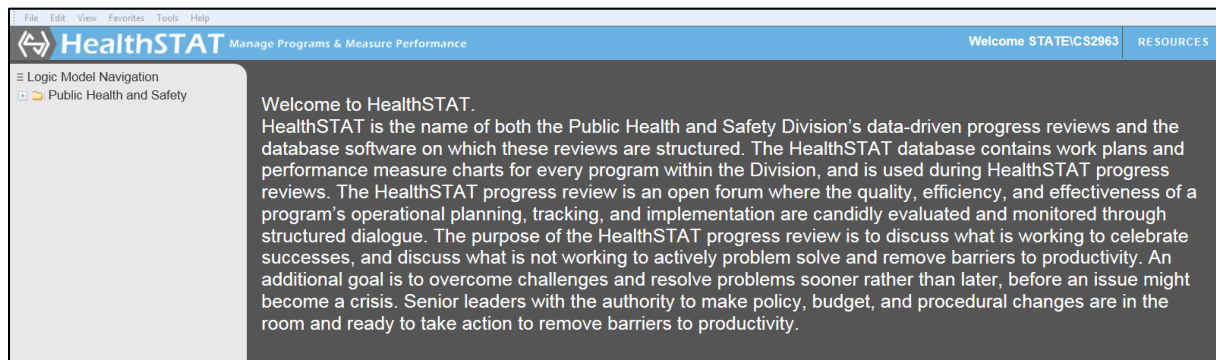 File Edit View Favorites Tools Help
HealthSTAT Manage Programs & Measure Performance
Welcome STATE\CS2963
RESOURCES
Logic Model Navigation
Public Health and Safety
Welcome to HealthSTAT.
HealthSTAT is the name of both the Public Health and Safety Division's data-driven progress reviews and the
database software on which these reviews are structured. The HealthSTAT database contains work plans and
performance measure charts for every program within the Division, and is used during HealthSTAT progress
reviews. The HealthSTAT progress review is an open forum where the quality, efficiency, and effectiveness of a
program's operational planning, tracking, and implementation are candidly evaluated and monitored through
structured dialogue. The purpose of the HealthSTAT progress review is to discuss what is working to celebrate
successes, and discuss what is not working to actively problem solve and remove barriers to productivity. An
additional goal is to overcome challenges and resolve problems sooner rather than later, before an issue might
become a crisis. Senior leaders with the authority to make policy, budget, and procedural changes are in the
room and ready to take action to remove barriers to productivity.